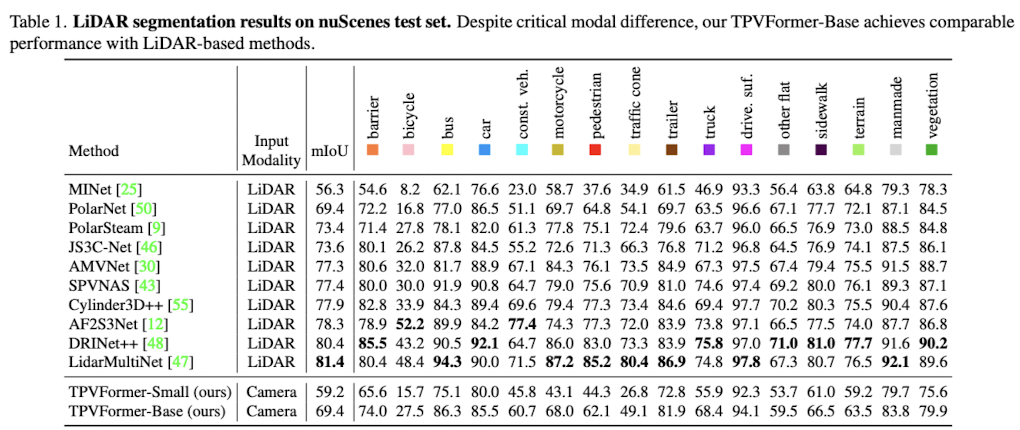 Table 1. LiDAR segmentation results on nuScenes test set. Despite critical modal difference, our TPVFormer-Base achieves comparable
performance with LiDAR-based methods.
Method Input Modality mIoU barrier bicycle bus car const. veh. motorcycle pedestrian traffic cone trailer truck drive. suf. other flat sidewalk terrain manmade vegetation
MINet [25] LiDAR 56.3 54.6 8.2 62.1 76.6 23.0 58.7 37.6 34.9 61.5 46.9 93.3 56.4 63.8 64.8 79.3 78.3
PolarNet [50] LiDAR 69.4 72.2 16.8 77.0 86.5 51.1 69.7 64.8 54.1 69.7 63.5 96.6 67.1 77.7 72.1 87.1 84.5
PolarSteam [9] LiDAR 73.4 71.4 27.8 78.1 82.0 61.3 77.8 75.1 72.4 79.6 63.7 96.0 66.5 76.9 73.0 88.5 84.8
JS3C-Net [46] LiDAR 73.6 80.1 26.2 87.8 84.5 55.2 72.6 71.3 66.3 76.8 71.2 96.8 64.5 76.9 74.1 87.5 86.1
AMVNet [30] LiDAR 77.3 80.6 32.0 81.7 88.9 67.1 84.3 76.1 73.5 84.9 67.3 97.5 67.4 79.4 75.5 91.5 88.7
SPVNAS [43] LiDAR 77.4 80.0 30.0 91.9 90.8 64.7 79.0 75.6 70.9 81.0 74.6 97.4 69.2 80.0 76.1 89.3 87.1
Cylinder3D++ [55] LiDAR 77.9 82.8 33.9 84.3 89.4 69.6 79.4 77.3 73.4 84.6 69.4 97.7 70.2 80.3 75.5 90.4 87.6
AF2S3Net [12] LiDAR 78.3 78.9 52.2 89.9 84.2 77.4 74.3 77.3 72.0 83.9 73.8 97.1 66.5 77.5 74.0 87.7 86.8
DRINet++ [48] LiDAR 80.4 85.5 43.2 90.5 92.1 64.7 86.0 83.0 73.3 83.9 75.8 97.0 71.0 81.0 77.7 91.6 90.2
LidarMultiNet [47] LiDAR 81.4 80.4 48.4 94.3 90.0 71.5 87.2 85.2 80.4 86.9 74.8 97.8 67.3 80.7 76.5 92.1 89.6
TPVFormer-Small (ours) Camera 59.2 65.6 15.7 75.1 80.0 45.8 43.1 44.3 26.8 72.8 55.9 92.3 53.7 61.0 59.2 79.7 75.6
TPVFormer-Base (ours) Camera 69.4 74.0 27.5 86.3 85.5 60.7 68.0 62.1 49.1 81.9 68.4 94.1 59.5 66.5 63.5 83.8 79.9